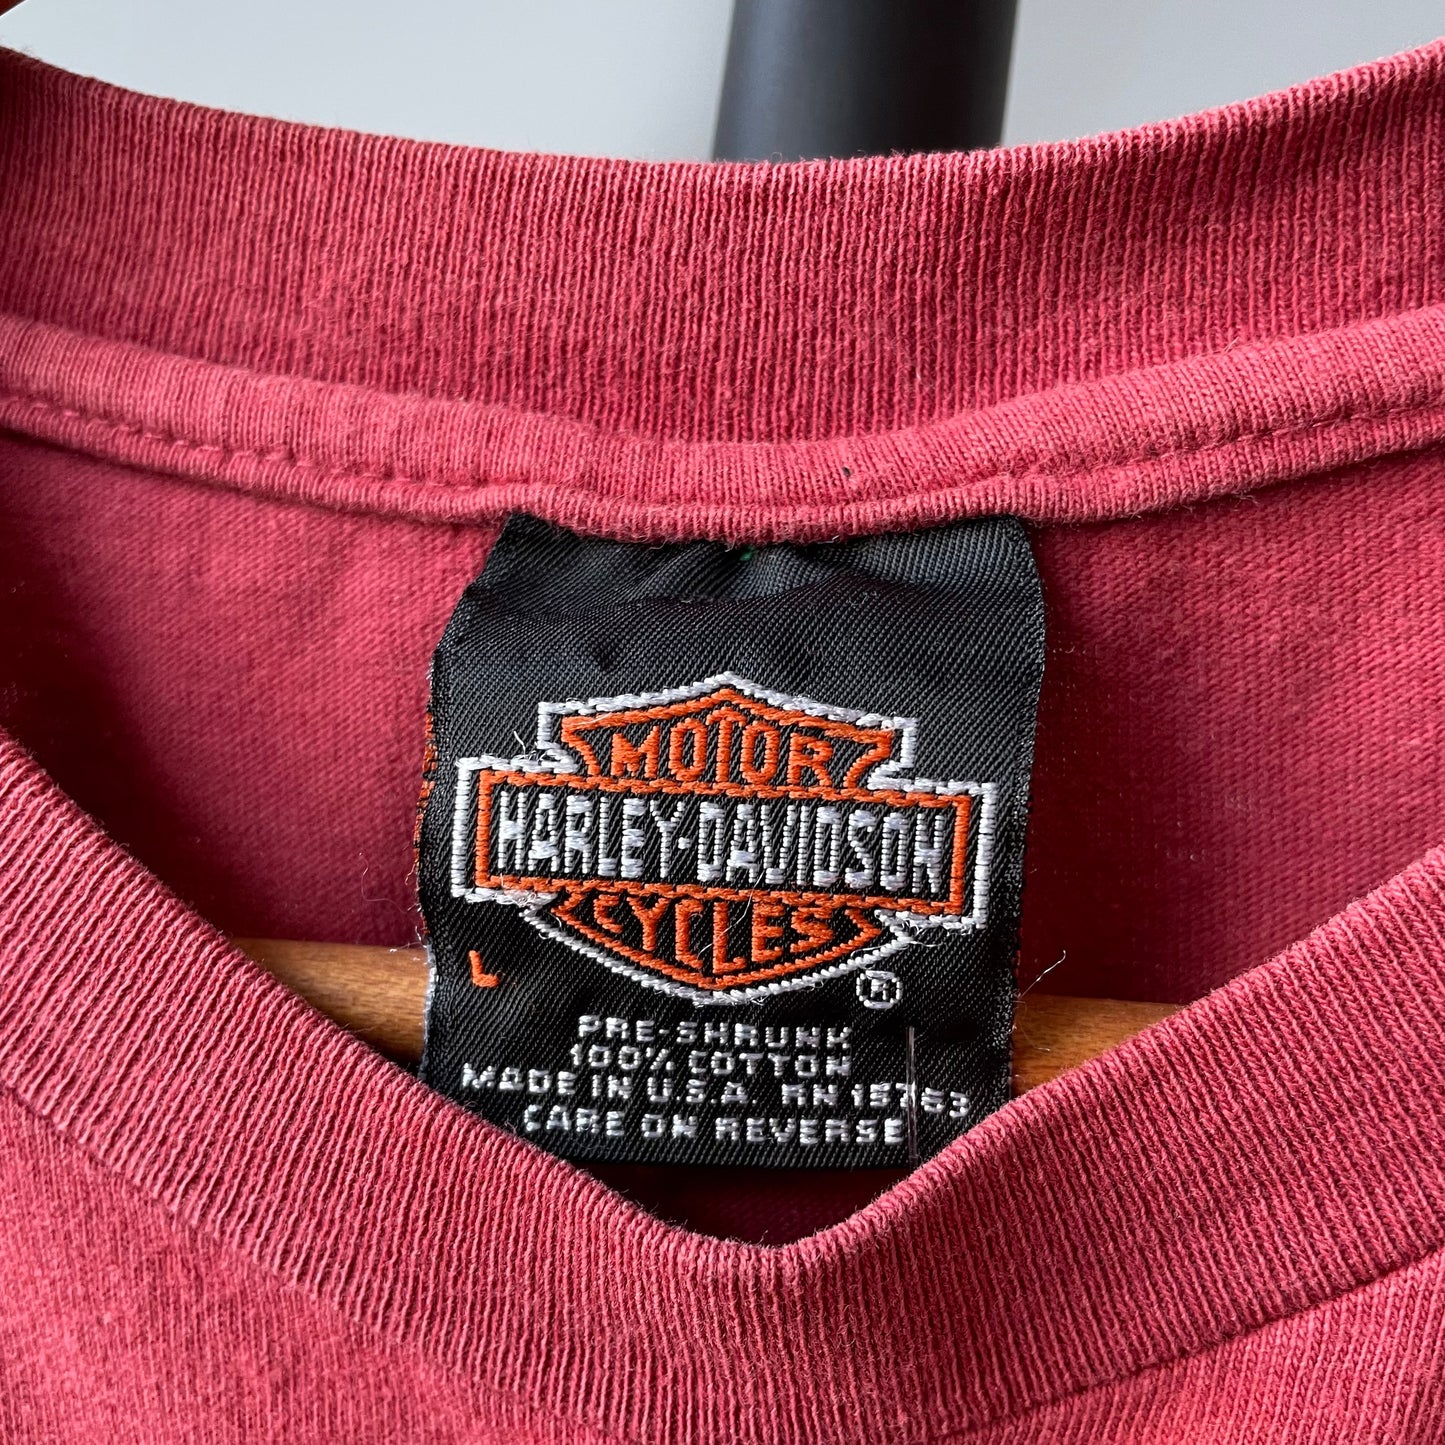 MOTOR
HARLEY-DAVIDSON
CYCLES
L
®
PRE-SHRUNK
100% COTTON
MADE IN U.S.A. RN 15763
CARE ON REVERSE